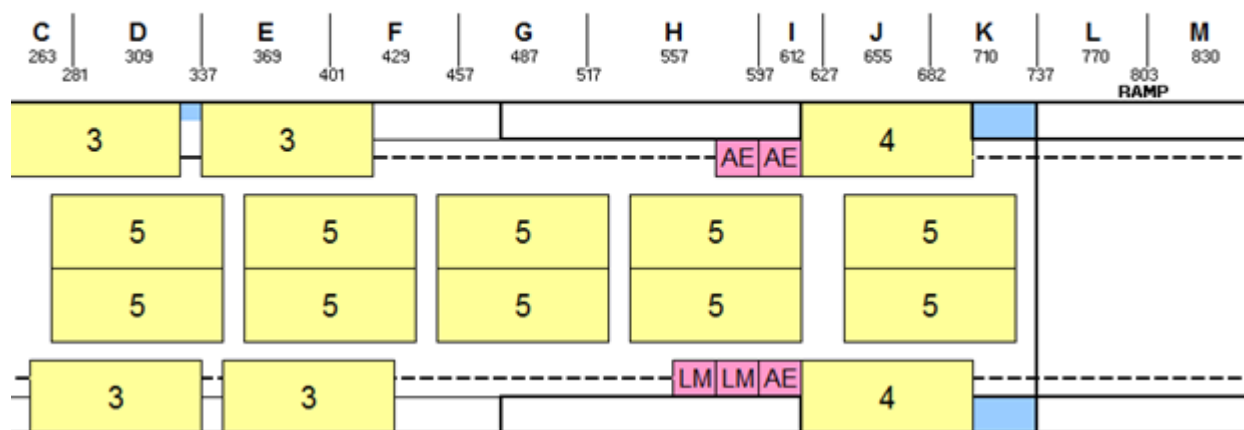 C D E F G H I J K L M
263 309 369 429 487 557 612 655 710 770 830
281 337 401 457 517 597 627 682 737 803
RAMP
3 3 4
AE AE
5 5 5 5 5
5 5 5 5 5
LM LM AE
3 3 4